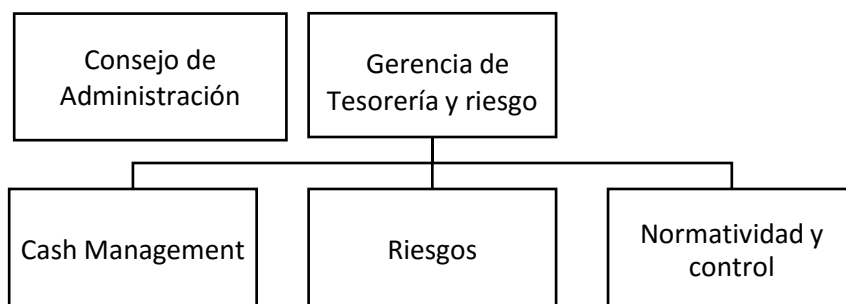 Consejo de
Administración
Gerencia de
Tesorería y riesgo
Cash Management
Riesgos
Normatividad y
control